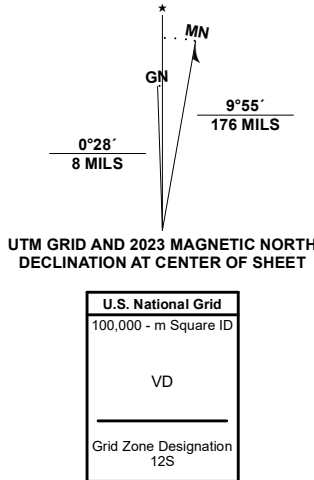 ★
MN
GN
9°55´
176 MILS
0°28´
8 MILS
UTM GRID AND 2023 MAGNETIC NORTH
DECLINATION AT CENTER OF SHEET
U.S. National Grid
100,000 - m Square ID
VD
Grid Zone Designation
12S